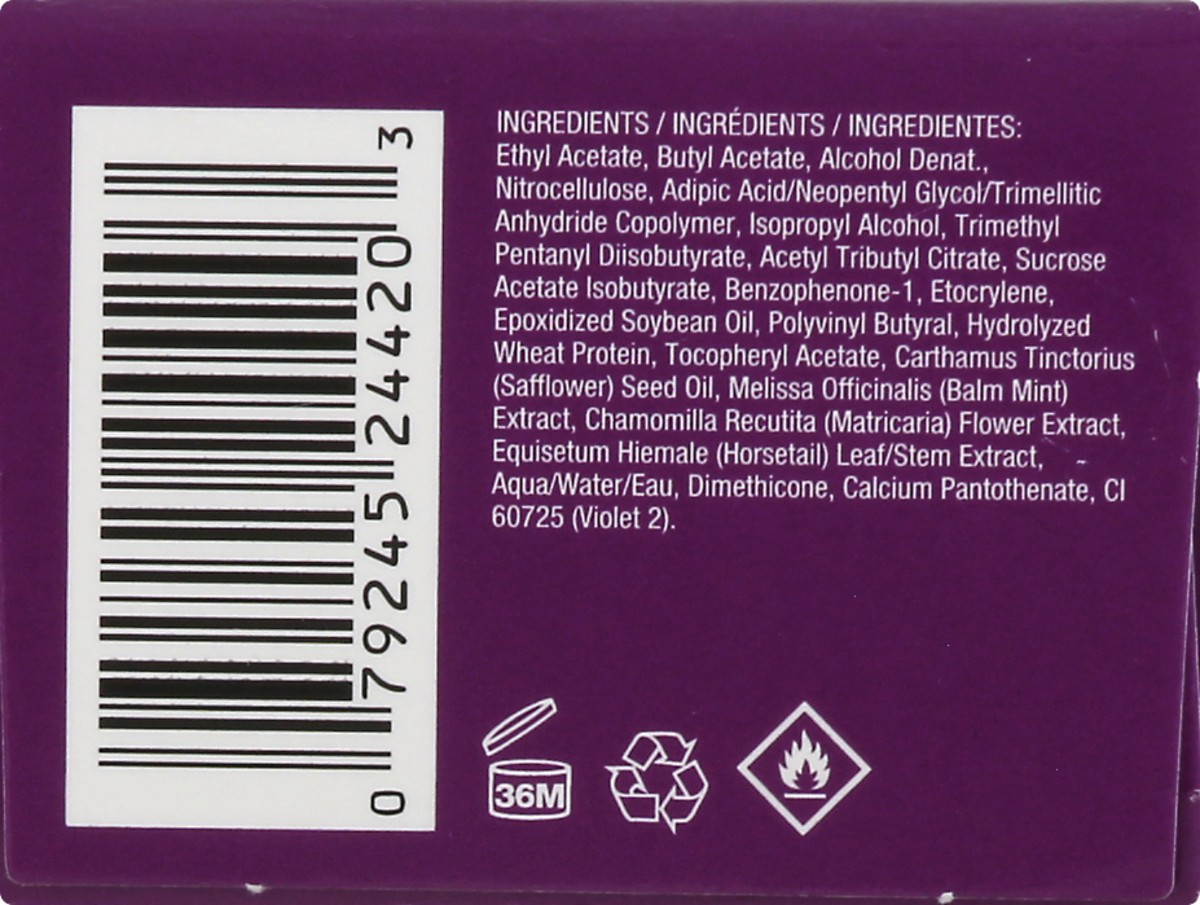 0 79245 24420 3
INGREDIENTS / INGRÉDIENTS / INGREDIENTES:
Ethyl Acetate, Butyl Acetate, Alcohol Denat.,
Nitrocellulose, Adipic Acid/Neopentyl Glycol/Trimellitic
Anhydride Copolymer, Isopropyl Alcohol, Trimethyl
Pentanyl Diisobutyrate, Acetyl Tributyl Citrate, Sucrose
Acetate Isobutyrate, Benzophenone-1, Etocrylene,
Epoxidized Soybean Oil, Polyvinyl Butyral, Hydrolyzed
Wheat Protein, Tocopheryl Acetate, Carthamus Tinctorius
(Safflower) Seed Oil, Melissa Officinalis (Balm Mint)
Extract, Chamomilla Recutita (Matricaria) Flower Extract,
Equisetum Hiemale (Horsetail) Leaf/Stem Extract,
Aqua/Water/Eau, Dimethicone, Calcium Pantothenate, CI
60725 (Violet 2).
36M